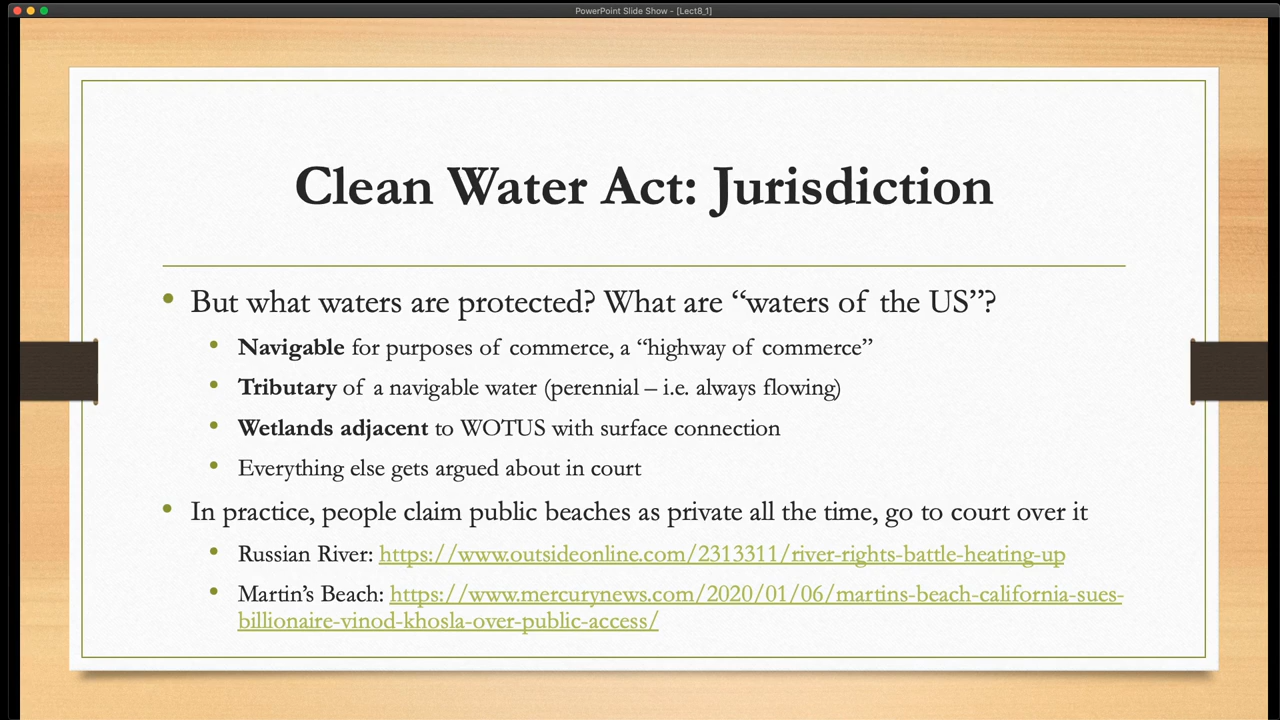 PowerPoint Slide Show - [Lect8_1]
Clean Water Act: Jurisdiction
• But what waters are protected? What are “waters of the US”?
• Navigable for purposes of commerce, a “highway of commerce”
• Tributary of a navigable water (perennial – i.e. always flowing)
• Wetlands adjacent to WOTUS with surface connection
• Everything else gets argued about in court
• In practice, people claim public beaches as private all the time, go to court over it
• Russian River: https://www.outsideonline.com/2313311/river-rights-battle-heating-up
• Martin’s Beach: https://www.mercurynews.com/2020/01/06/martins-beach-california-sues-
billionaire-vinod-khosla-over-public-access/